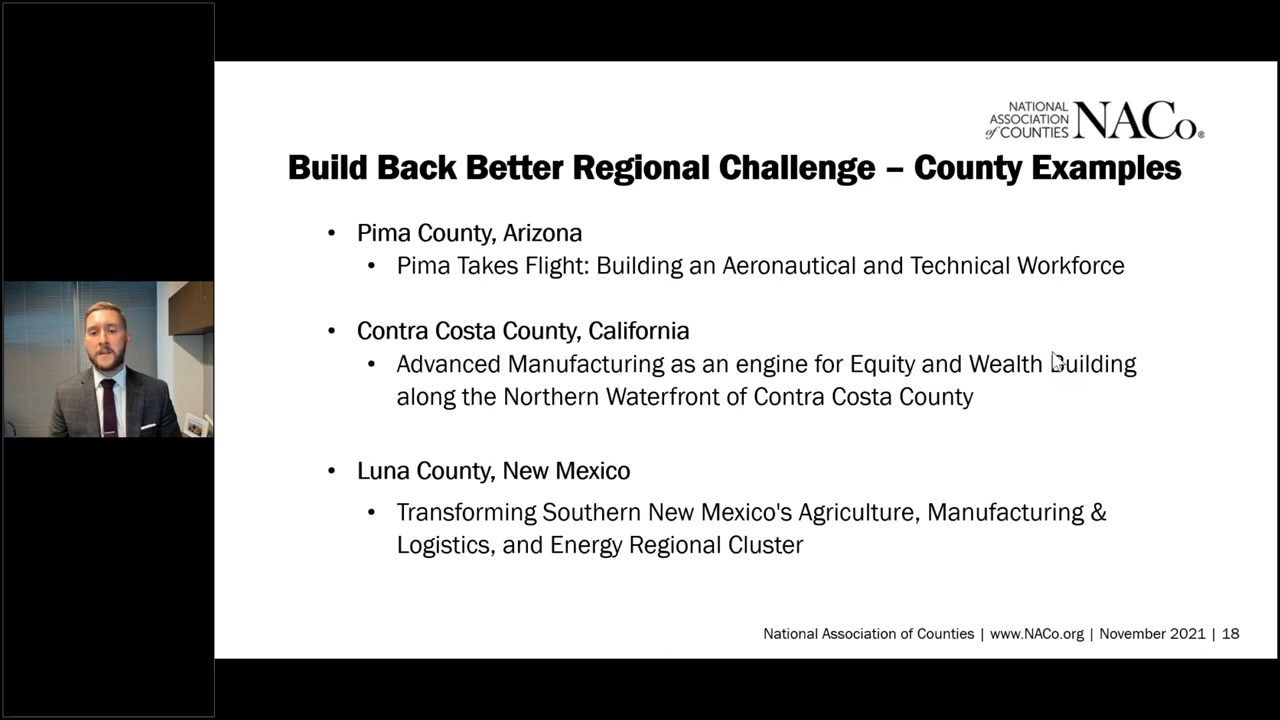 NATIONAL
ASSOCIATION
of COUNTIES
NACo.®
Build Back Better Regional Challenge – County Examples
• Pima County, Arizona
• Pima Takes Flight: Building an Aeronautical and Technical Workforce
• Contra Costa County, California
• Advanced Manufacturing as an engine for Equity and Wealth Building
along the Northern Waterfront of Contra Costa County
• Luna County, New Mexico
• Transforming Southern New Mexico's Agriculture, Manufacturing &
Logistics, and Energy Regional Cluster
National Association of Counties | www.NACo.org | November 2021 | 18